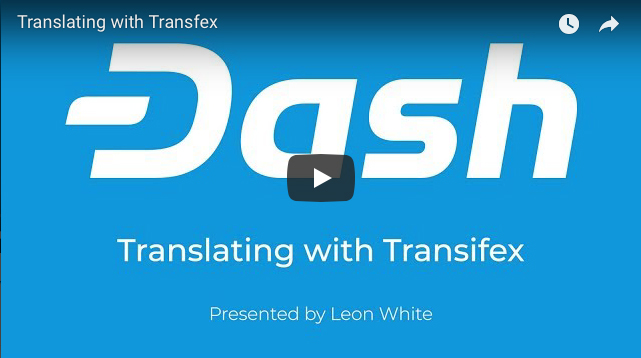 Translating with Transfex
Dash
Translating with Transifex
Presented by Leon White